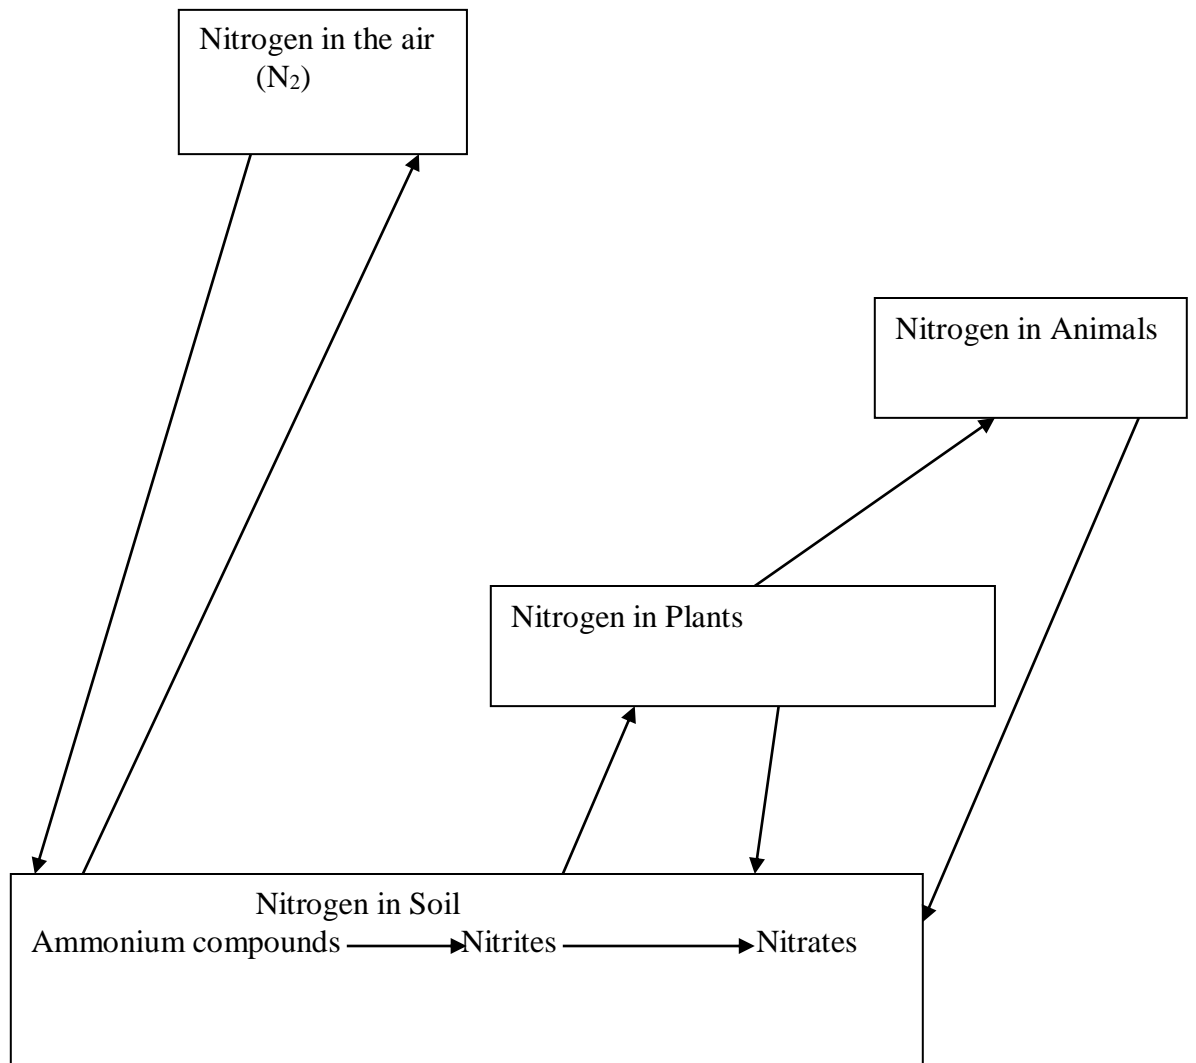 Nitrogen in the air
(N₂)
Nitrogen in Animals
Nitrogen in Plants
Nitrogen in Soil
Ammonium compounds Nitrites Nitrates